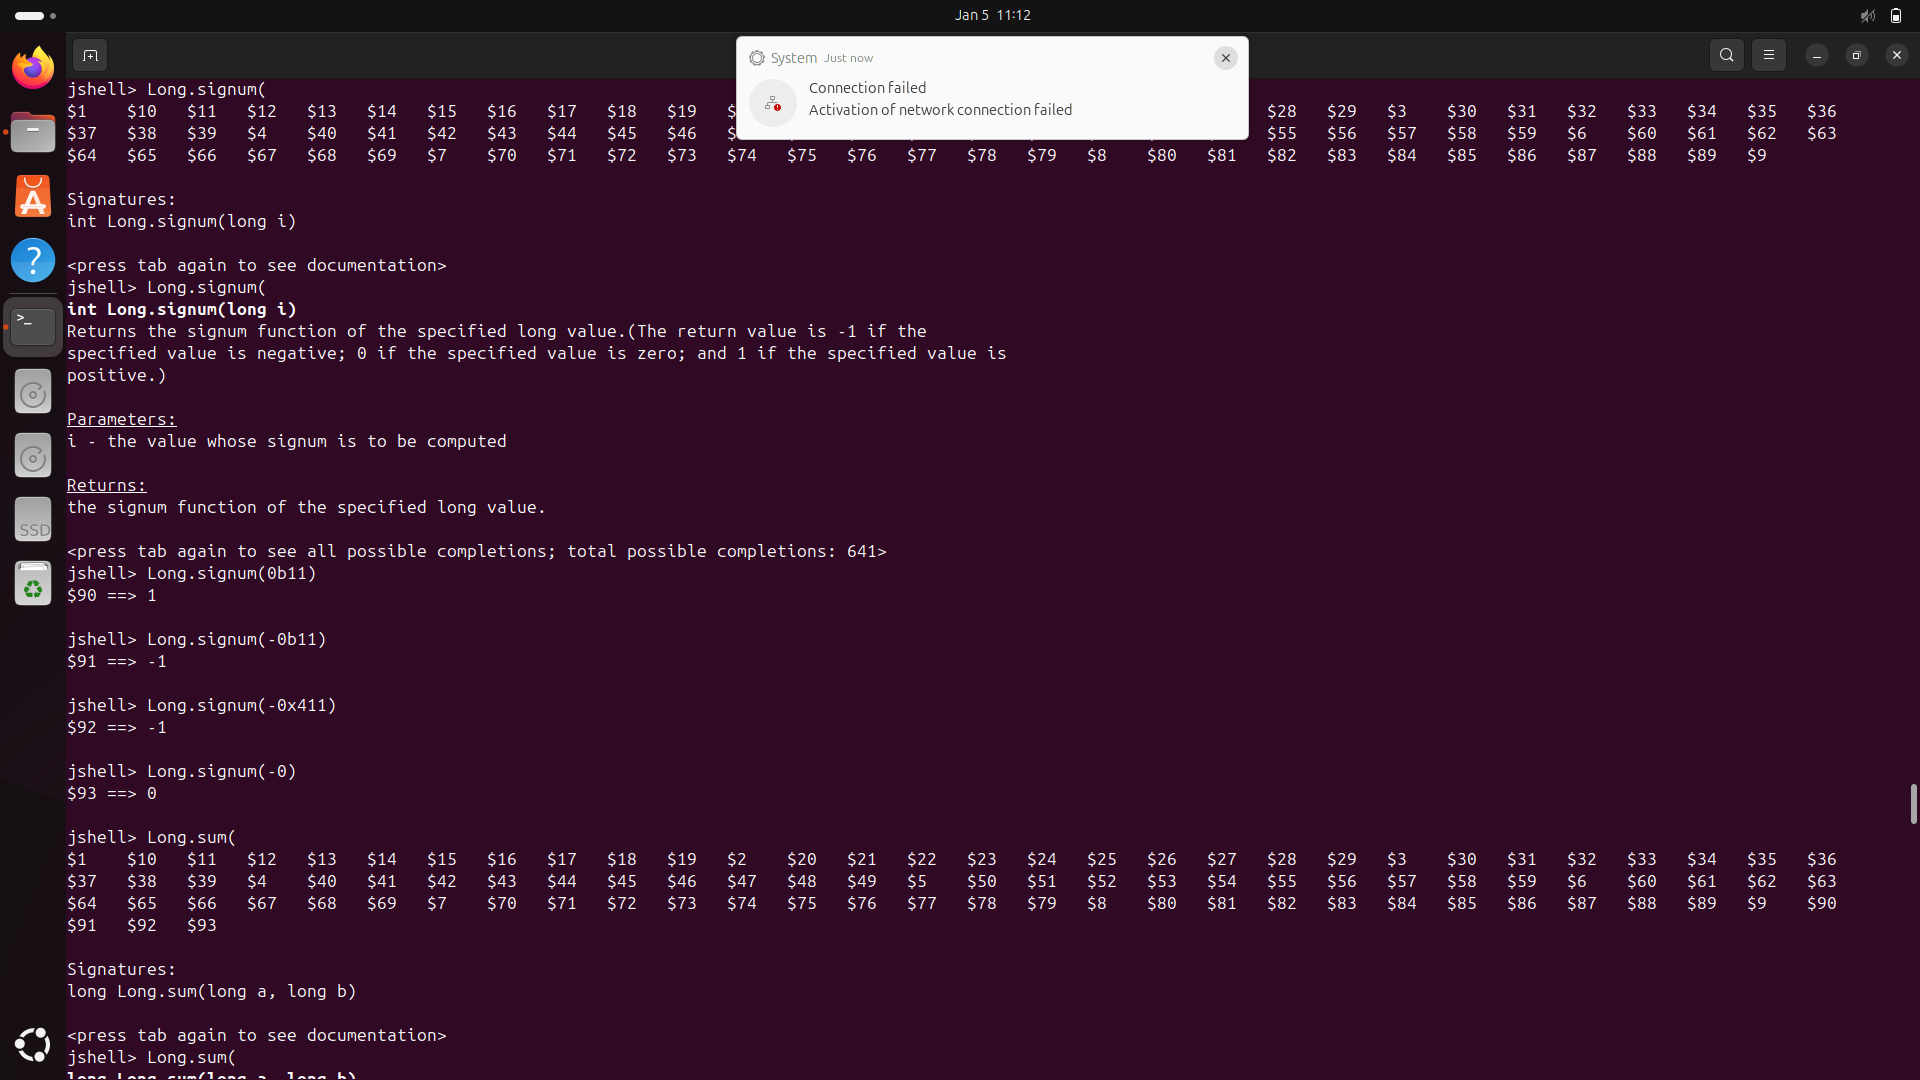 Jan 5 11:12
System Just now
Connection failed
Activation of network connection failed
jshell> Long.signum(
$1 $10 $11 $12 $13 $14 $15 $16 $17 $18 $19 $28 $29 $3 $30 $31 $32 $33 $34 $35 $36
$37 $38 $39 $4 $40 $41 $42 $43 $44 $45 $46 $55 $56 $57 $58 $59 $6 $60 $61 $62 $63
$64 $65 $66 $67 $68 $69 $7 $70 $71 $72 $73 $74 $75 $76 $77 $78 $79 $8 $80 $81 $82 $83 $84 $85 $86 $87 $88 $89 $9
Signatures:
int Long.signum(long i)
<press tab again to see documentation>
jshell> Long.signum(
int Long.signum(long i)
Returns the signum function of the specified long value.(The return value is -1 if the
specified value is negative; 0 if the specified value is zero; and 1 if the specified value is
positive.)
Parameters:
i - the value whose signum is to be computed
Returns:
the signum function of the specified long value.
<press tab again to see all possible completions; total possible completions: 641>
jshell> Long.signum(0b11)
$90 ==> 1
jshell> Long.signum(-0b11)
$91 ==> -1
jshell> Long.signum(-0x411)
$92 ==> -1
jshell> Long.signum(-0)
$93 ==> 0
jshell> Long.sum(
$1 $10 $11 $12 $13 $14 $15 $16 $17 $18 $19 $2 $20 $21 $22 $23 $24 $25 $26 $27 $28 $29 $3 $30 $31 $32 $33 $34 $35 $36
$37 $38 $39 $4 $40 $41 $42 $43 $44 $45 $46 $47 $48 $49 $5 $50 $51 $52 $53 $54 $55 $56 $57 $58 $59 $6 $60 $61 $62 $63
$64 $65 $66 $67 $68 $69 $7 $70 $71 $72 $73 $74 $75 $76 $77 $78 $79 $8 $80 $81 $82 $83 $84 $85 $86 $87 $88 $89 $9 $90
$91 $92 $93
Signatures:
long Long.sum(long a, long b)
<press tab again to see documentation>
jshell> Long.sum(
long Long.sum(long a, long b)
SSD